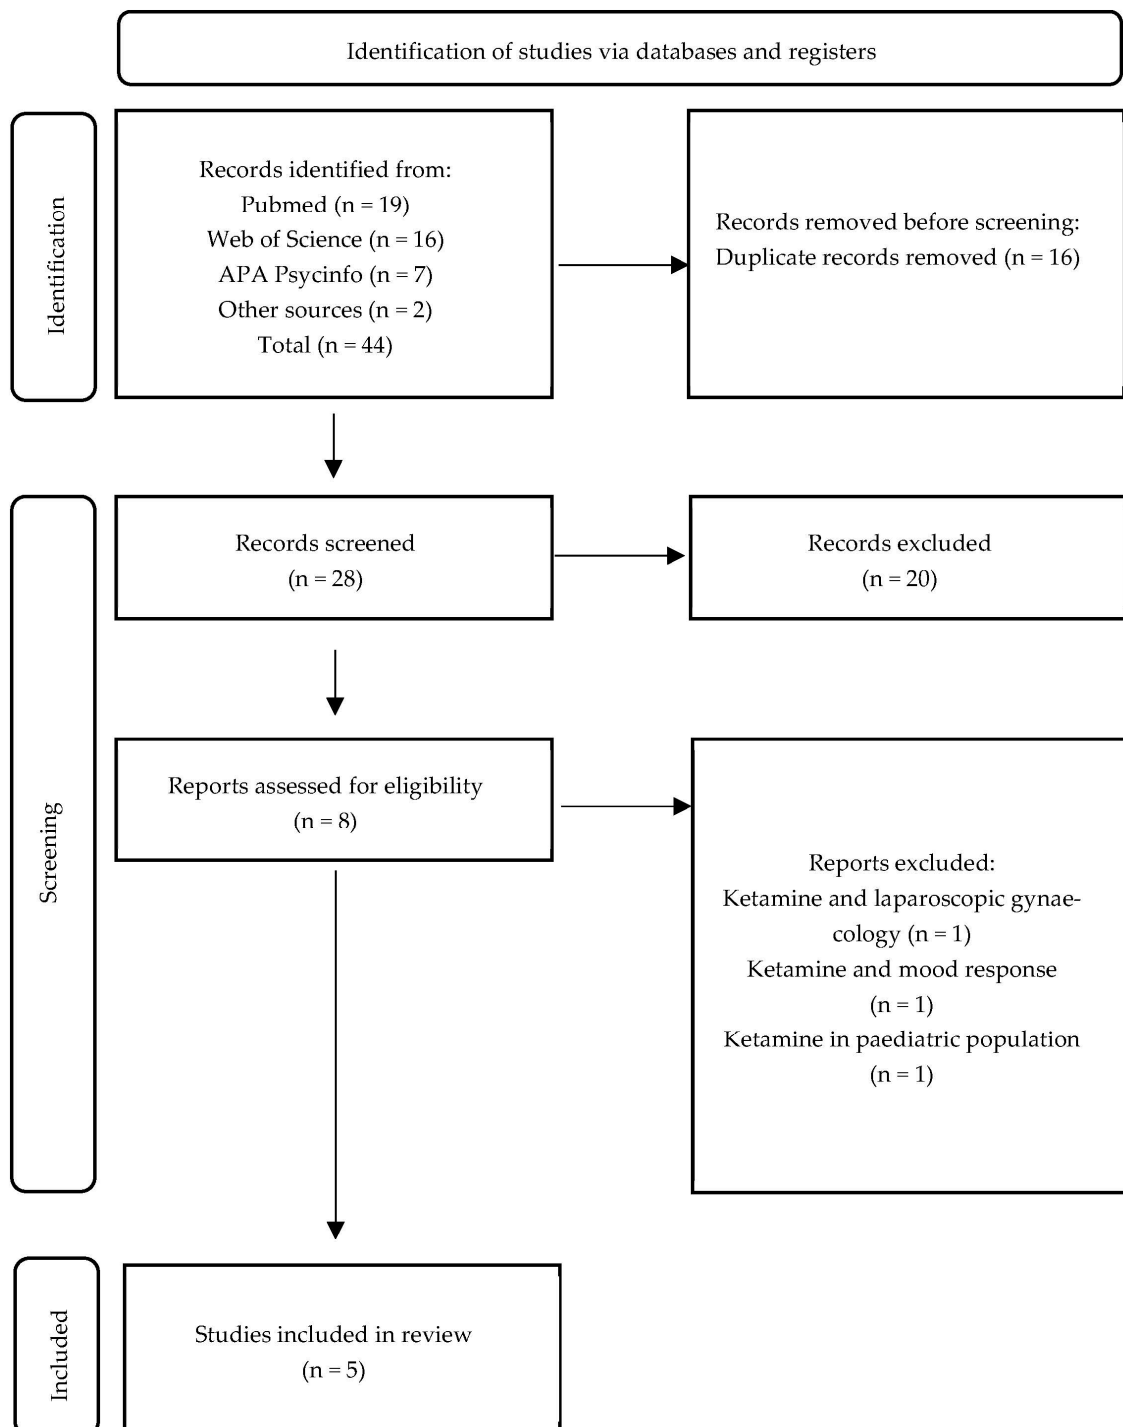 Identification of studies via databases and registers
Identification
Records identified from:
Pubmed (n = 19)
Web of Science (n = 16)
APA Psycinfo (n = 7)
Other sources (n = 2)
Total (n = 44)
Records removed before screening:
Duplicate records removed (n = 16)
Screening
Records screened
(n = 28)
Records excluded
(n = 20)
Reports assessed for eligibility
(n = 8)
Reports excluded:
Ketamine and laparoscopic gynae-
cology (n = 1)
Ketamine and mood response
(n = 1)
Ketamine in paediatric population
(n = 1)
Included
Studies included in review
(n = 5)